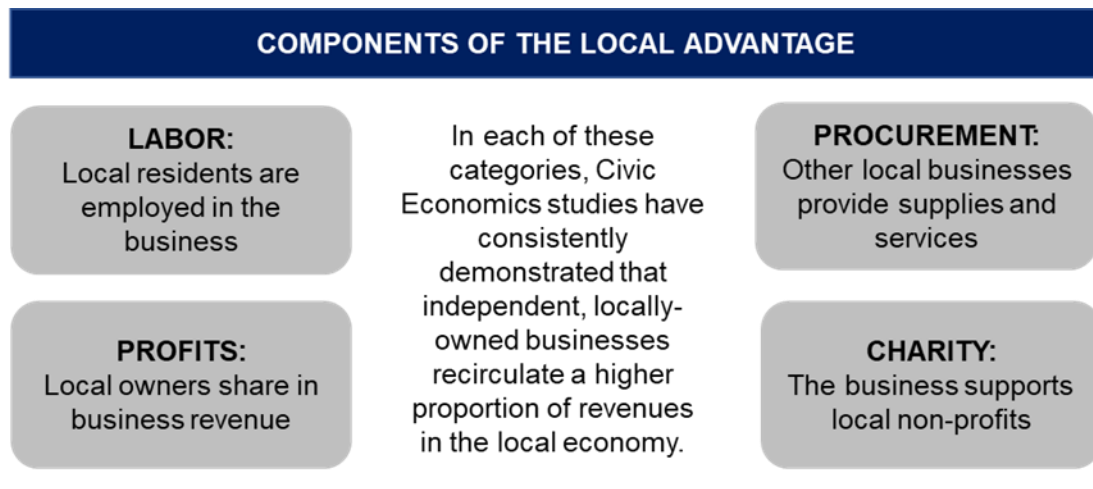 COMPONENTS OF THE LOCAL ADVANTAGE
LABOR:
Local residents are
employed in the
business
PROFITS:
Local owners share in
business revenue
In each of these
categories, Civic
Economics studies have
consistently
demonstrated that
independent, locally-
owned businesses
recirculate a higher
proportion of revenues
in the local economy.
PROCUREMENT:
Other local businesses
provide supplies and
services
CHARITY:
The business supports
local non-profits